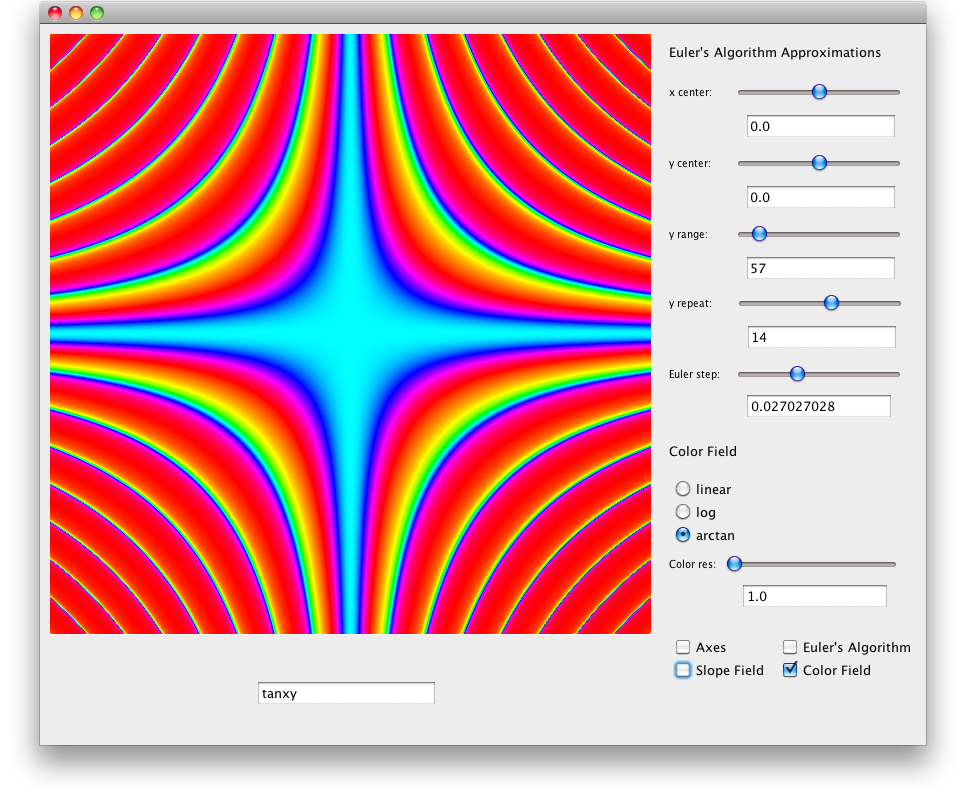 Euler's Algorithm Approximations
x center:
0.0
y center:
0.0
y range:
57
y repeat:
14
Euler step:
0.027027028
Color Field
linear
log
arctan
Color res:
1.0
Axes Euler's Algorithm
Slope Field Color Field
tanxy